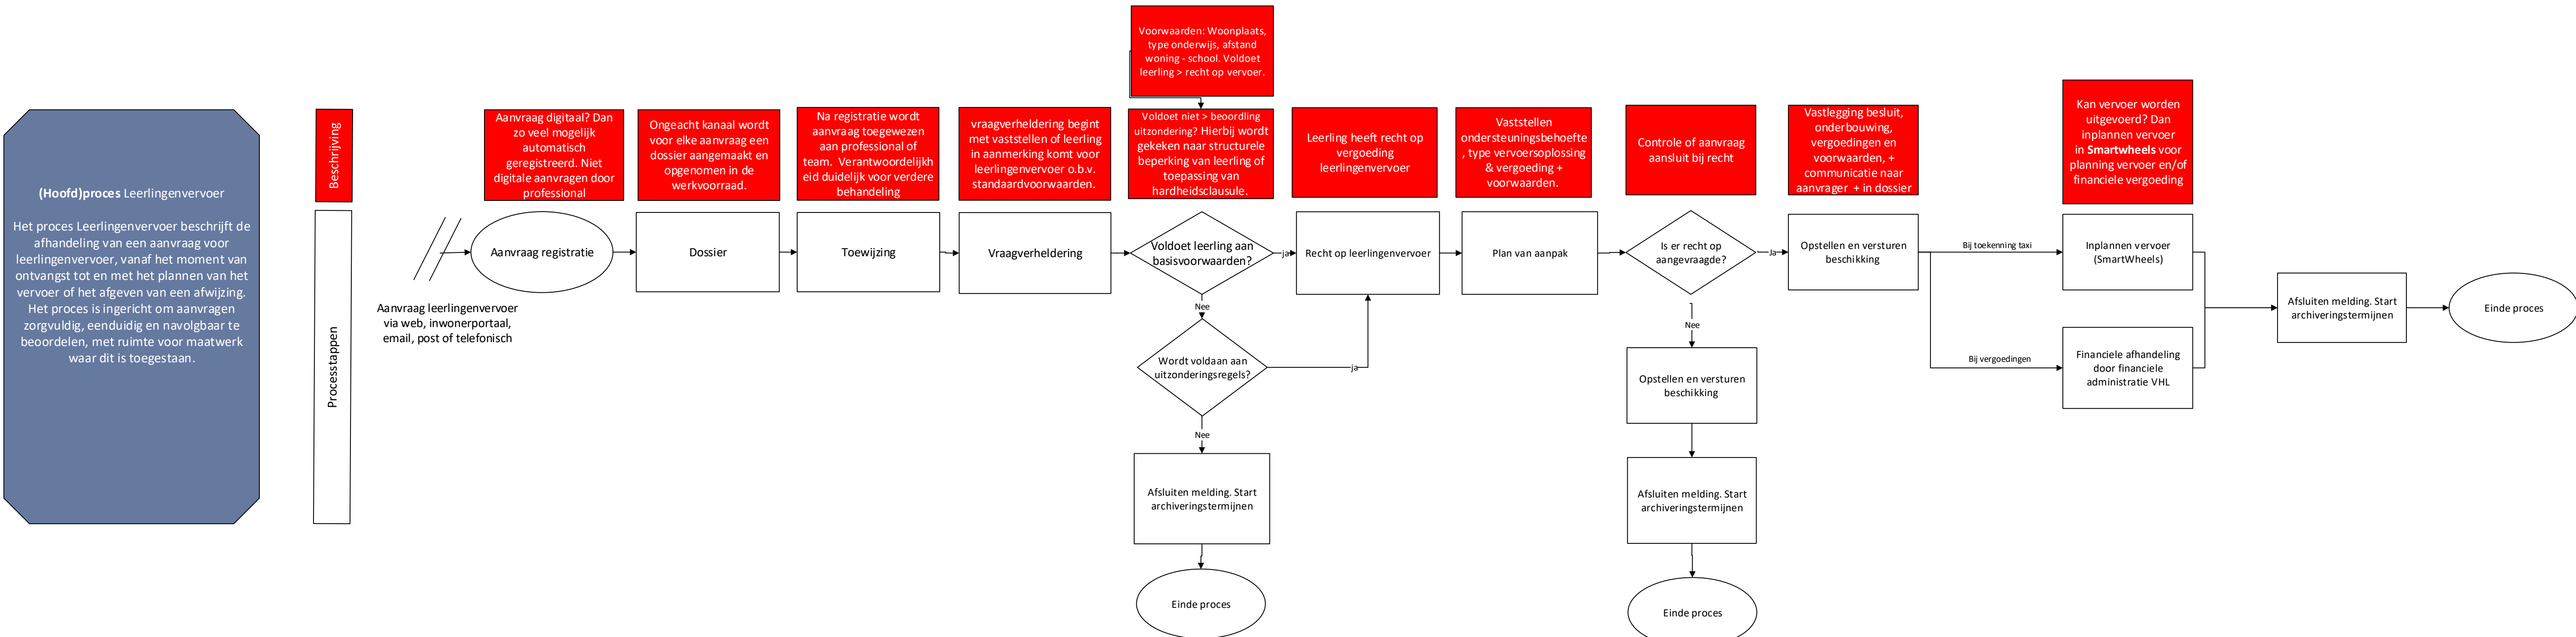 (Hoofd)proces Leerlingenvervoer
Het proces Leerlingenvervoer beschrijft de
afhandeling van een aanvraag voor
leerlingenvervoer, vanaf het moment van
ontvangst tot en met het plannen van het
vervoer of het afgeven van een afwijzing.
Het proces is ingericht om aanvragen
zorgvuldig, eenduidig en navolgbaar te
beoordelen, met ruimte voor maatwerk
waar dit is toegestaan.
Beschrijving
Processtappen
Aanvraag leerlingenvervoer
via web, inwonerportaal,
email, post of telefonisch
Aanvraag digitaal? Dan
zo veel mogelijk
automatisch
geregistreerd. Niet
digitale aanvragen door
professional
Aanvraag registratie
Ongeacht kanaal wordt
voor elke aanvraag een
dossier aangemaakt en
opgenomen in de
werkvoorraad.
Dossier
Na registratie wordt
aanvraag toegewezen
aan professional of
team. Verantwoordelijkh
eid duidelijk voor verdere
behandeling
Toewijzing
vraagverheldering begint
met vaststellen of leerling
in aanmerking komt voor
leerlingenvervoer o.b.v.
standaardvoorwaarden.
Vraagverheldering
Voorwaarden: Woonplaats,
type onderwijs, afstand
woning - school. Voldoet
leerling > recht op vervoer.
Voldoet niet > beoordling
uitzondering? Hierbij wordt
gekeken naar structurele
beperking van leerling of
toepassing van
hardheidsclausule.
Voldoet leerling aan
basisvoorwaarden?
ja
Nee
Wordt voldaan aan
uitzonderingsregels?
ja
Nee
Afsluiten melding. Start
archiveringstermijnen
Einde proces
Leerling heeft recht op
vergoeding
leerlingenvervoer
Recht op leerlingenvervoer
Vaststellen
ondersteuningsbehoefte
, type vervoersoplossing
& vergoeding +
voorwaarden.
Plan van aanpak
Controle of aanvraag
aansluit bij recht
Is er recht op
aangevraagde?
Ja
Nee
Opstellen en versturen
beschikking
Afsluiten melding. Start
archiveringstermijnen
Einde proces
Vastlegging besluit,
onderbouwing,
vergoedingen en
voorwaarden, +
communicatie naar
aanvrager + in dossier
Opstellen en versturen
beschikking
Bij toekenning taxi
Bij vergoedingen
Kan vervoer worden
uitgevoerd? Dan
inplannen vervoer
in Smartwheels voor
planning vervoer en/of
financiele vergoeding
Inplannen vervoer
(SmartWheels)
Financiele afhandeling
door financiele
administratie VHL
Afsluiten melding. Start
archiveringstermijnen
Einde proces